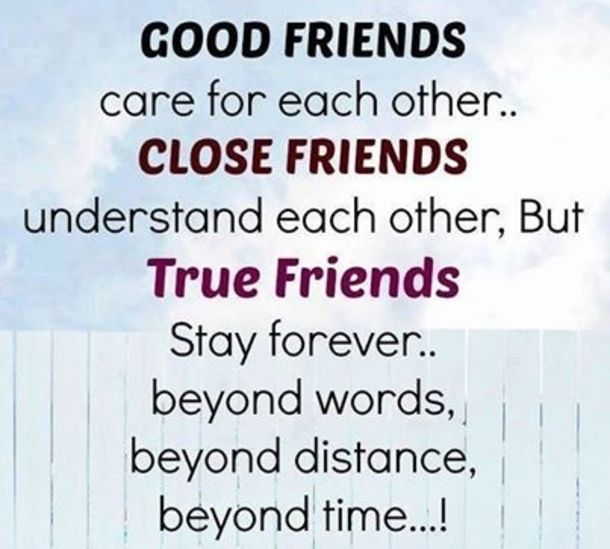 GOOD FRIENDS
care for each other..
CLOSE FRIENDS
understand each other, But
True Friends
Stay forever..
beyond words,
beyond distance,
beyond time...!